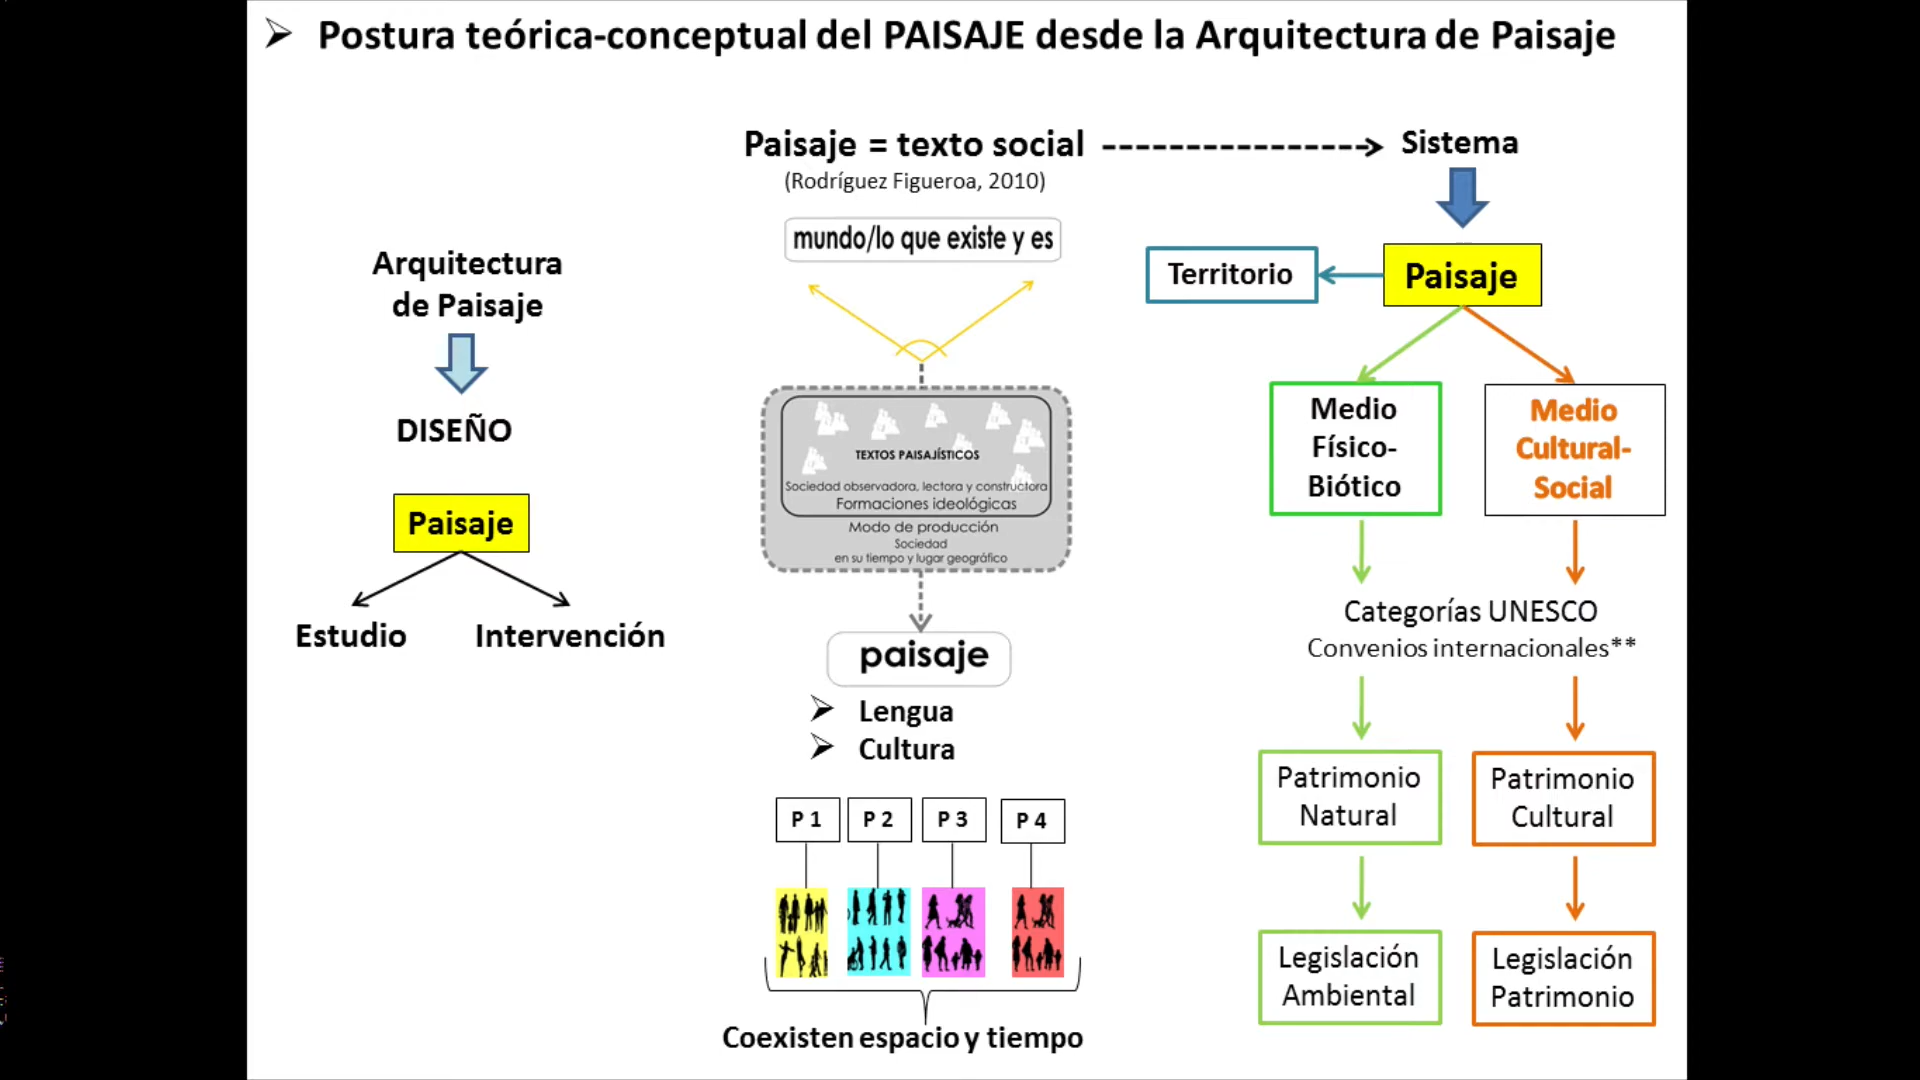 Postura teórica-conceptual del PAISAJE desde la Arquitectura de Paisaje
Arquitectura
de Paisaje
DISEÑO
Paisaje
Estudio
Intervención
Paisaje = texto social
(Rodríguez Figueroa, 2010)
mundo/lo que existe y es
TEXTOS PAISAJÍSTICOS
Sociedad observadora, lectora y constructora
Formaciones ideológicas
Modo de producción
Sociedad
en su tiempo y lugar geográfico
paisaje
Lengua
Cultura
P 1
P 2
P 3
P 4
Coexisten espacio y tiempo
Sistema
Territorio
Paisaje
Medio
Físico-
Biótico
Medio
Cultural-
Social
Categorías UNESCO
Convenios internacionales**
Patrimonio
Natural
Patrimonio
Cultural
Legislación
Ambiental
Legislación
Patrimonio